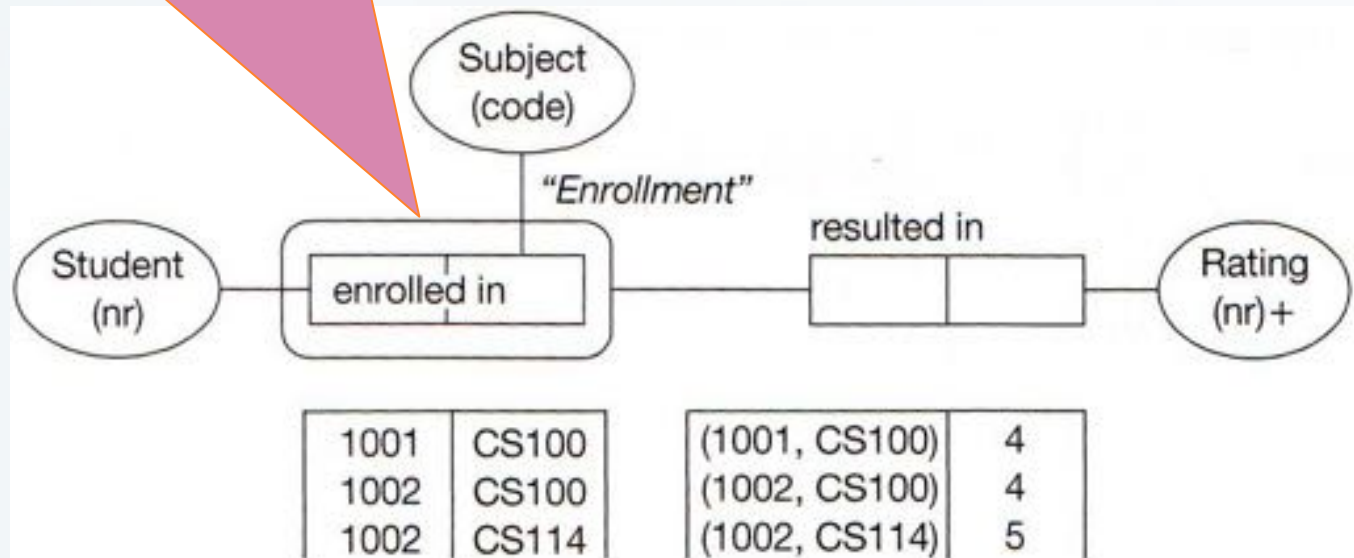 Subject
(code)
“Enrollment”
resulted in
Student
(nr)
enrolled in
Rating
(nr)+
1001 CS100
1002 CS100
1002 CS114
(1001, CS100) 4
(1002, CS100) 4
(1002, CS114) 5